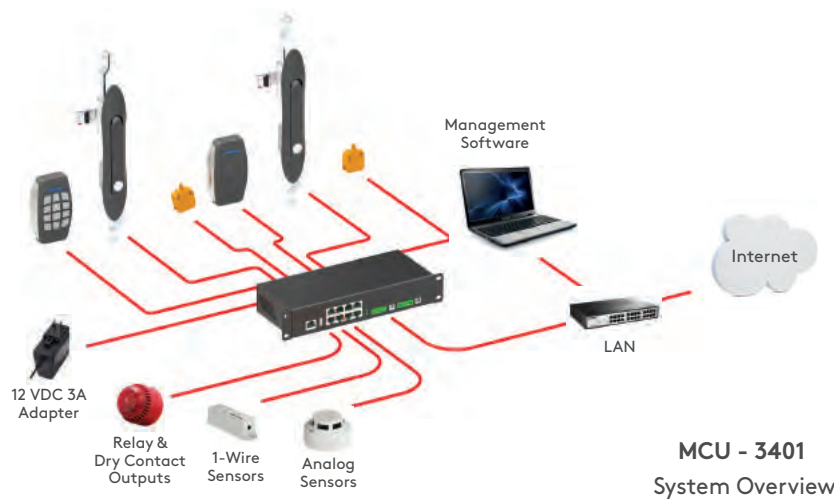 Management
Software
Internet
LAN
12 VDC 3A
Adapter
Relay &
Dry Contact
Outputs
1-Wire
Sensors
Analog
Sensors
MCU - 3401
System Overview